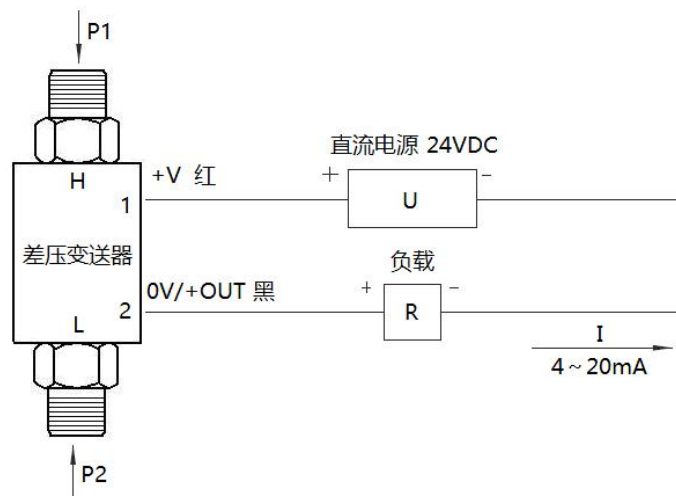 P1
直流电源 24VDC
H
+V 红
+
U
-
1
差压变送器
负载
0V/+OUT 黑
+
R
-
2
L
I
4~20mA
P2